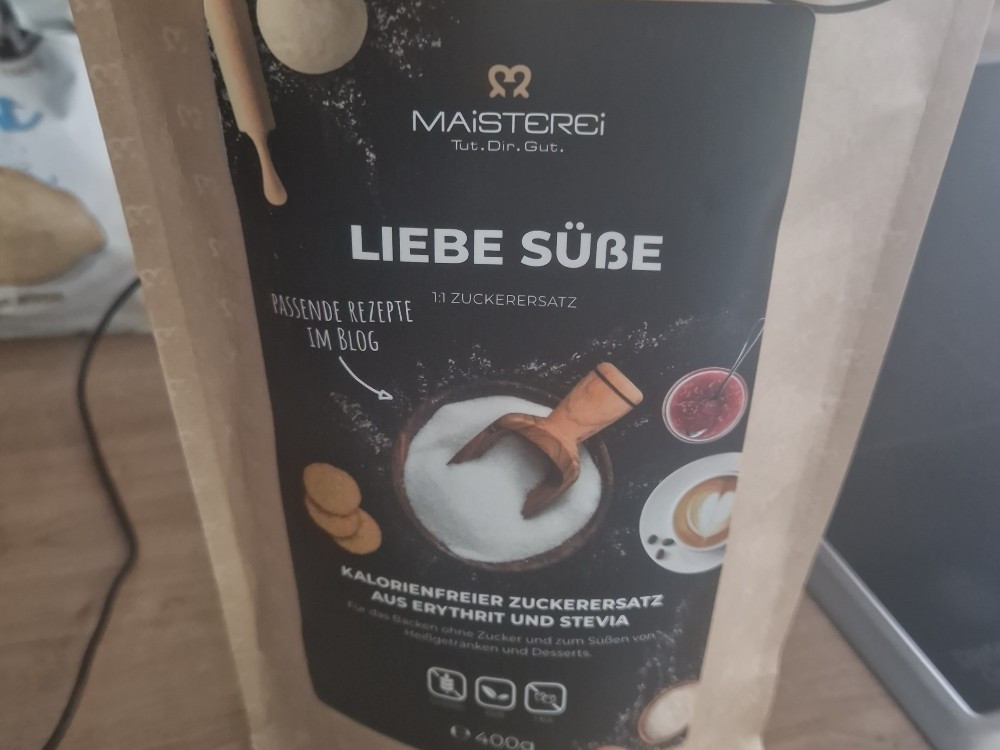 MAiSTEREi
Tut.Dir.Gut.
LIEBE SÜßE
1:1 ZUCKERERSATZ
PASSENDE REZEPTE
IM BLOG
KALORIENFREIER ZUCKERERSATZ
AUS ERYTHRIT UND STEVIA
Für das Backen ohne Zucker und zum Süßen von
Heißgetränken und Desserts.
℮ 400g